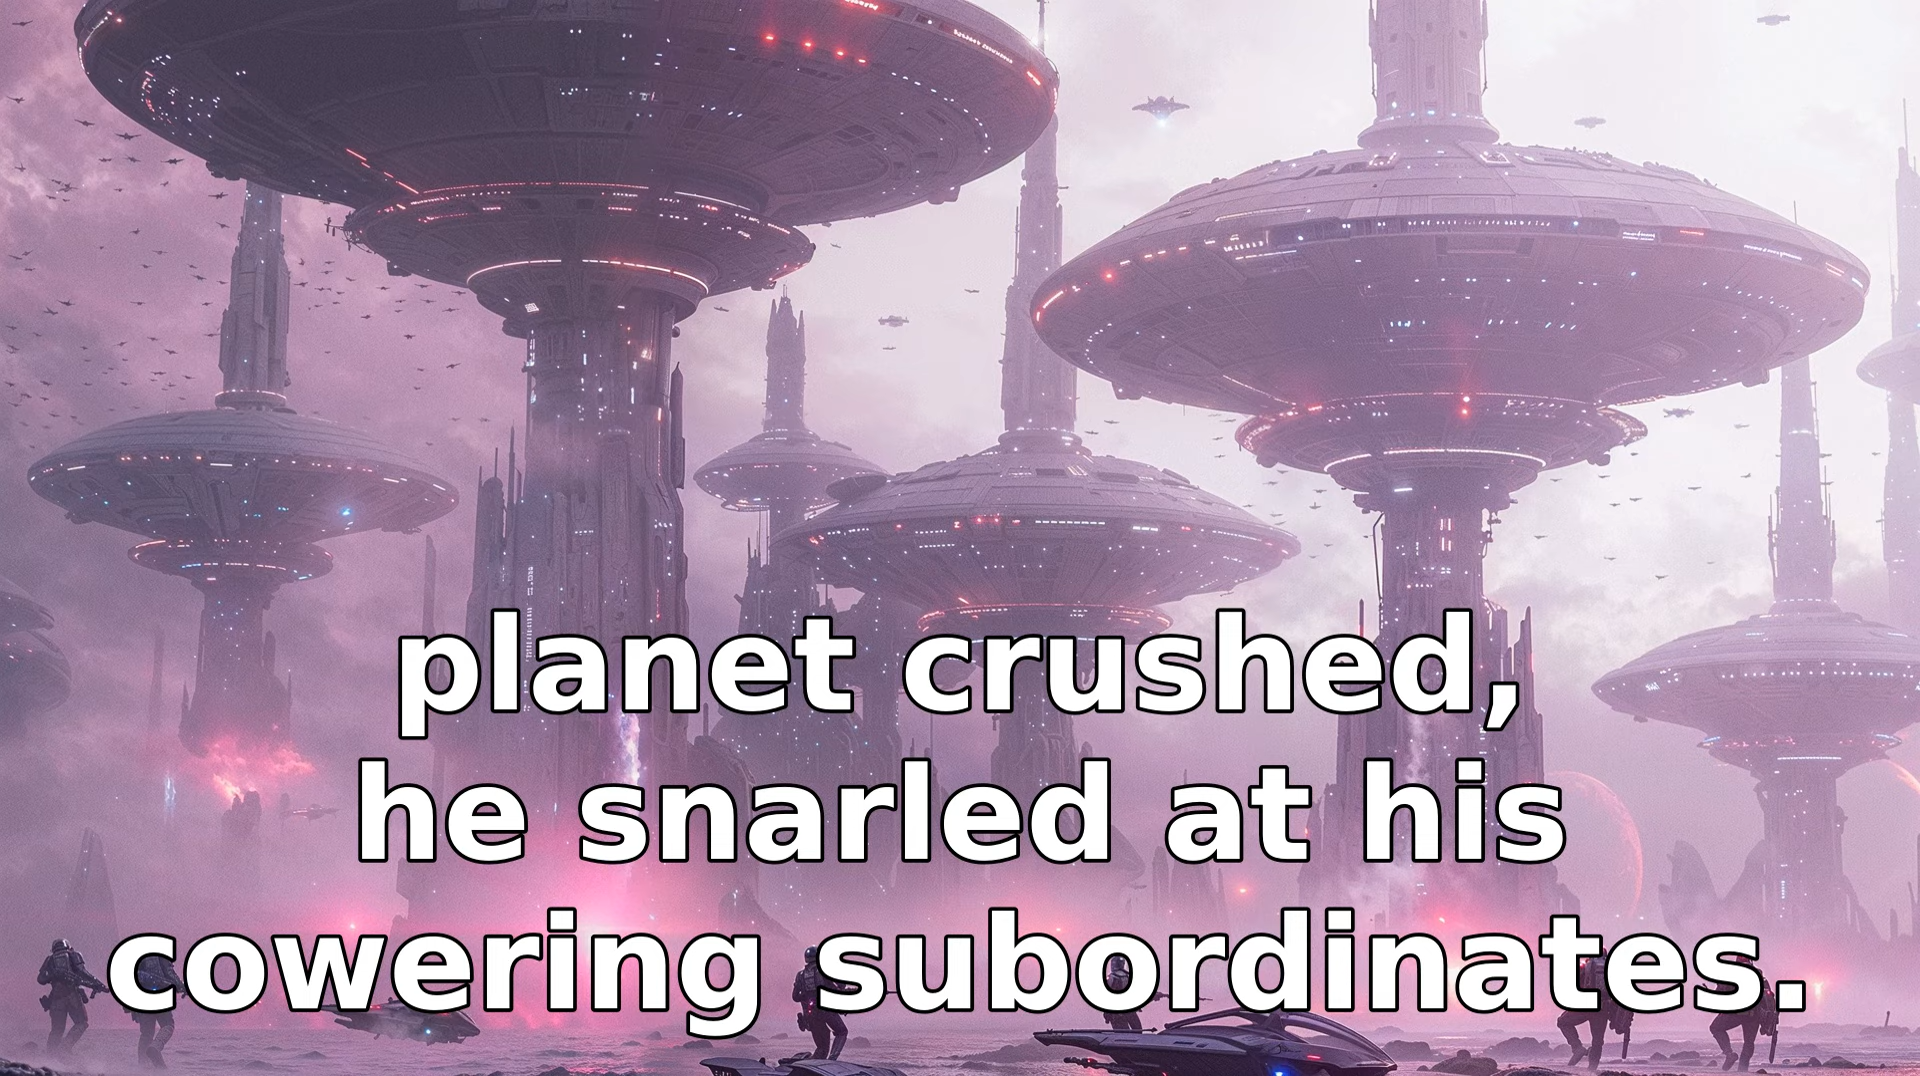 planet crushed,
he snarled at his
cowering subordinates.